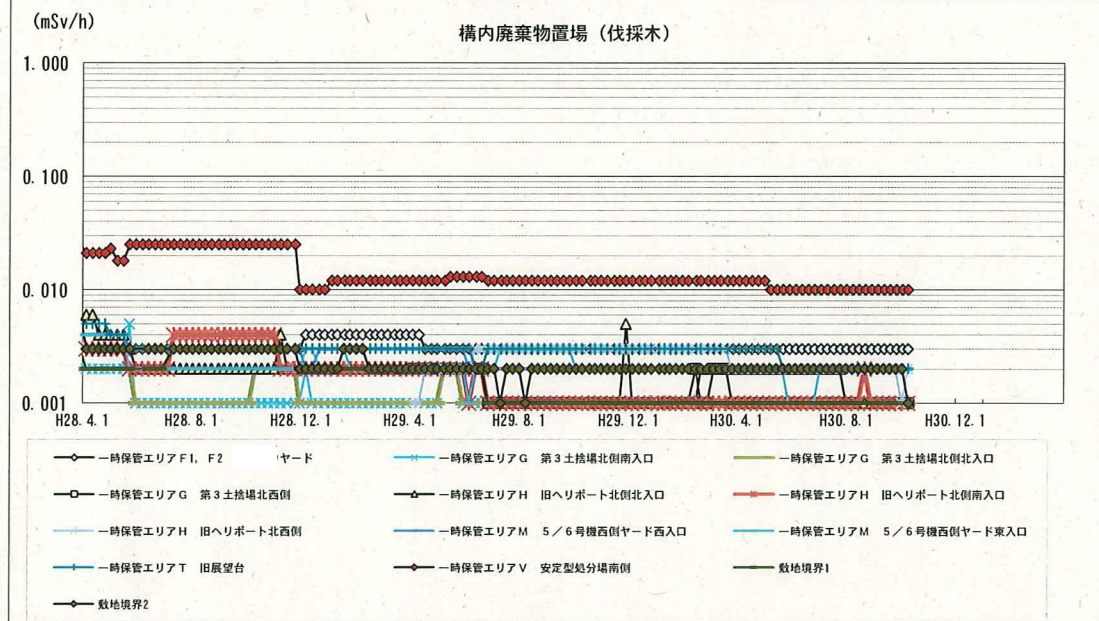 (mSv/h)
構内廃棄物置場（伐採木）
1.000
0.100
0.010
0.001
H28.4.1 H28.8.1 H28.12.1 H29.4.1 H29.8.1 H29.12.1 H30.4.1 H30.8.1 H30.12.1
一時保管エリアF1, F2 ヤード 一時保管エリアG 第3土捨場北側南入口 一時保管エリアG 第3土捨場北側北入口
一時保管エリアG 第3土捨場北西側 一時保管エリアH 旧ヘリポート北側北入口 一時保管エリアH 旧ヘリポート北側南入口
一時保管エリアH 旧ヘリポート北西側 一時保管エリアM 5／6号機西側ヤード西入口 一時保管エリアM 5／6号機西側ヤード東入口
一時保管エリアT 旧展望台 一時保管エリアV 安定型処分場南側 敷地境界1
敷地境界2